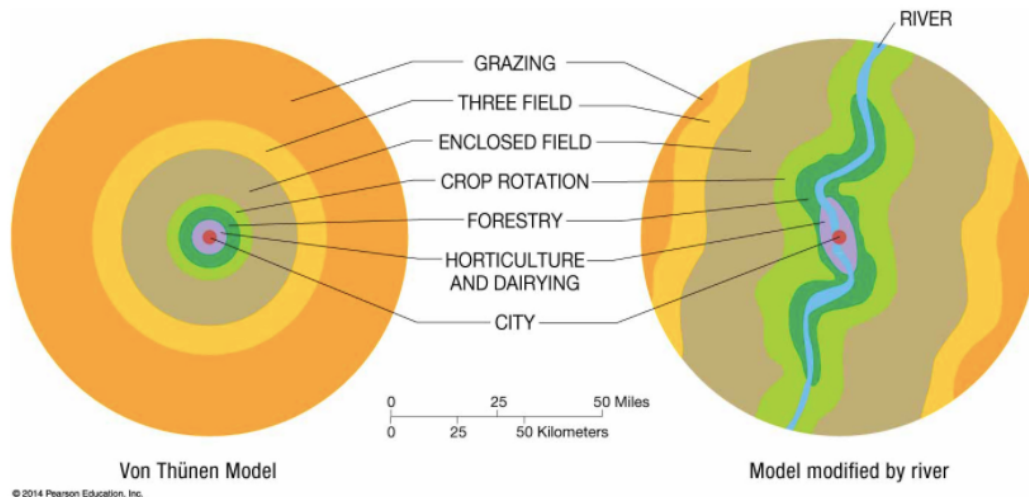 RIVER
GRAZING
THREE FIELD
ENCLOSED FIELD
CROP ROTATION
FORESTRY
HORTICULTURE
AND DAIRYING
CITY
0 25 50 Miles
0 25 50 Kilometers
Von Thünen Model
Model modified by river
© 2014 Pearson Education, Inc.